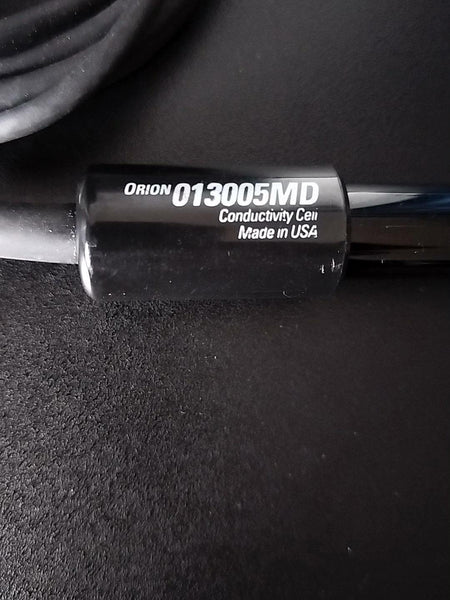 ORION 013005MD
Conductivity Cell
Made in USA